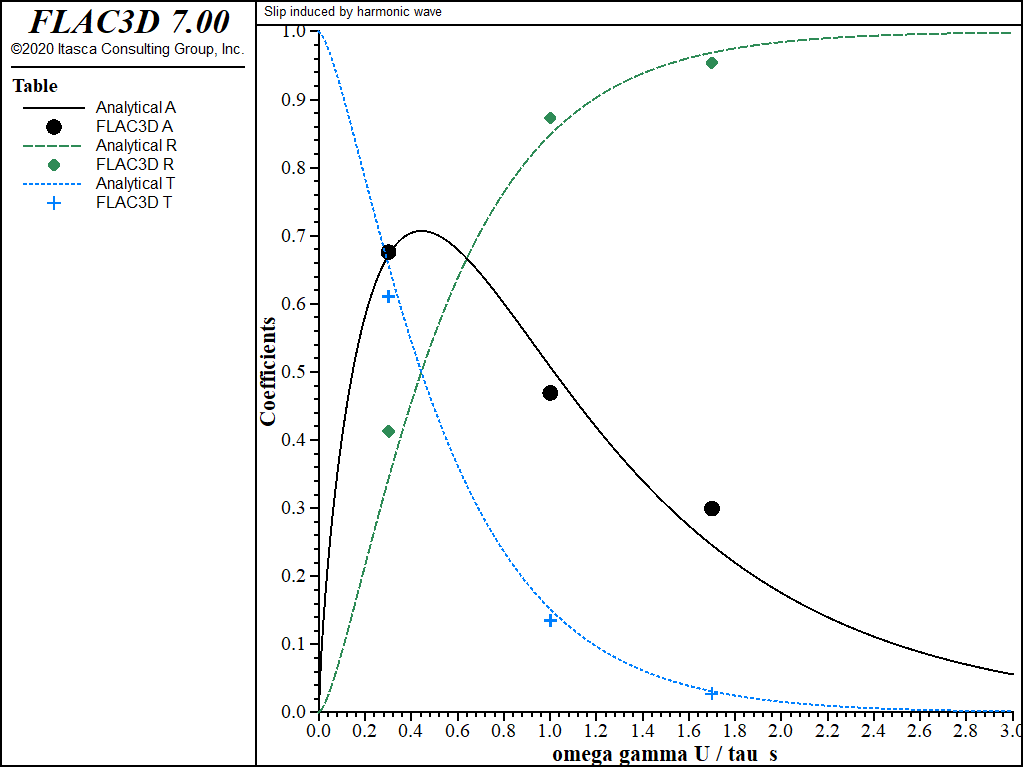 FLAC3D 7.00
©2020 Itasca Consulting Group, Inc.
Table
Analytical A
FLAC3D A
Analytical R
FLAC3D R
Analytical T
FLAC3D T
Slip induced by harmonic wave
Coefficients
1.0
0.9
0.8
0.7
0.6
0.5
0.4
0.3
0.2
0.1
0.0
0.0 0.2 0.4 0.6 0.8 1.0 1.2 1.4 1.6 1.8 2.0 2.2 2.4 2.6 2.8 3.0
omega gamma U / tau_s